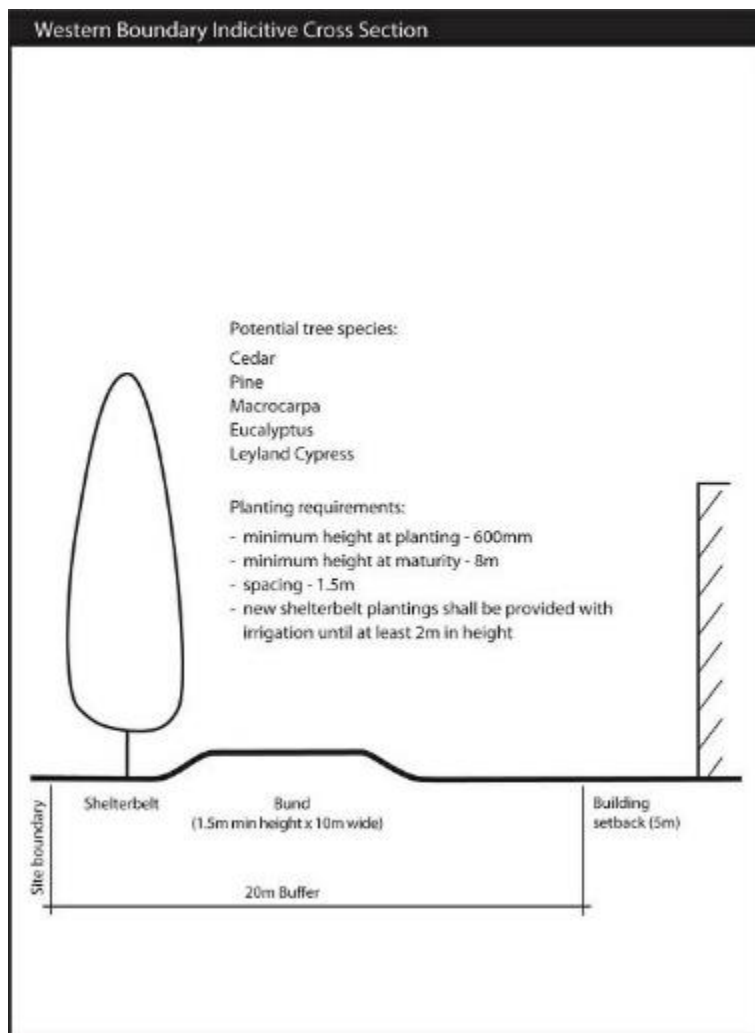 Western Boundary Indicitive Cross Section
Potential tree species:
Cedar
Pine
Macrocarpa
Eucalyptus
Leyland Cypress
Planting requirements:
- minimum height at planting - 600mm
- minimum height at maturity - 8m
- spacing - 1.5m
- new shelterbelt plantings shall be provided with
irrigation until at least 2m in height
Site boundary
Shelterbelt
Bund
(1.5m min height x 10m wide)
Building
setback (5m)
20m Buffer